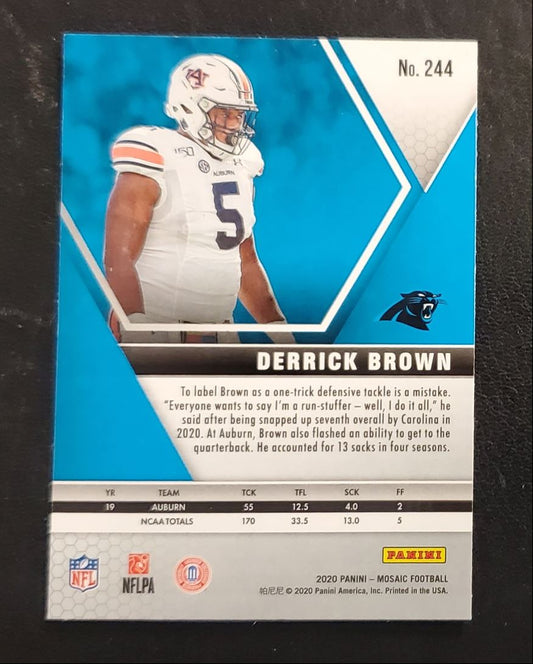 No. 244
150
AUBURN
5
DERRICK BROWN
To label Brown as a one-trick defensive tackle is a mistake.
"Everyone wants to say I'm a run-stuffer – well, I do it all," he
said after being snapped up seventh overall by Carolina in
2020. At Auburn, Brown also flashed an ability to get to the
quarterback. He accounted for 13 sacks in four seasons.
YR TEAM TCK TFL SCK FF
19 AUBURN 55 12.5 4.0 2
NCAA TOTALS 170 33.5 13.0 5
NFL
NFLPA
PANINI
2020 PANINI – MOSAIC FOOTBALL
帕尼尼 © 2020 Panini America, Inc. Printed in the USA.